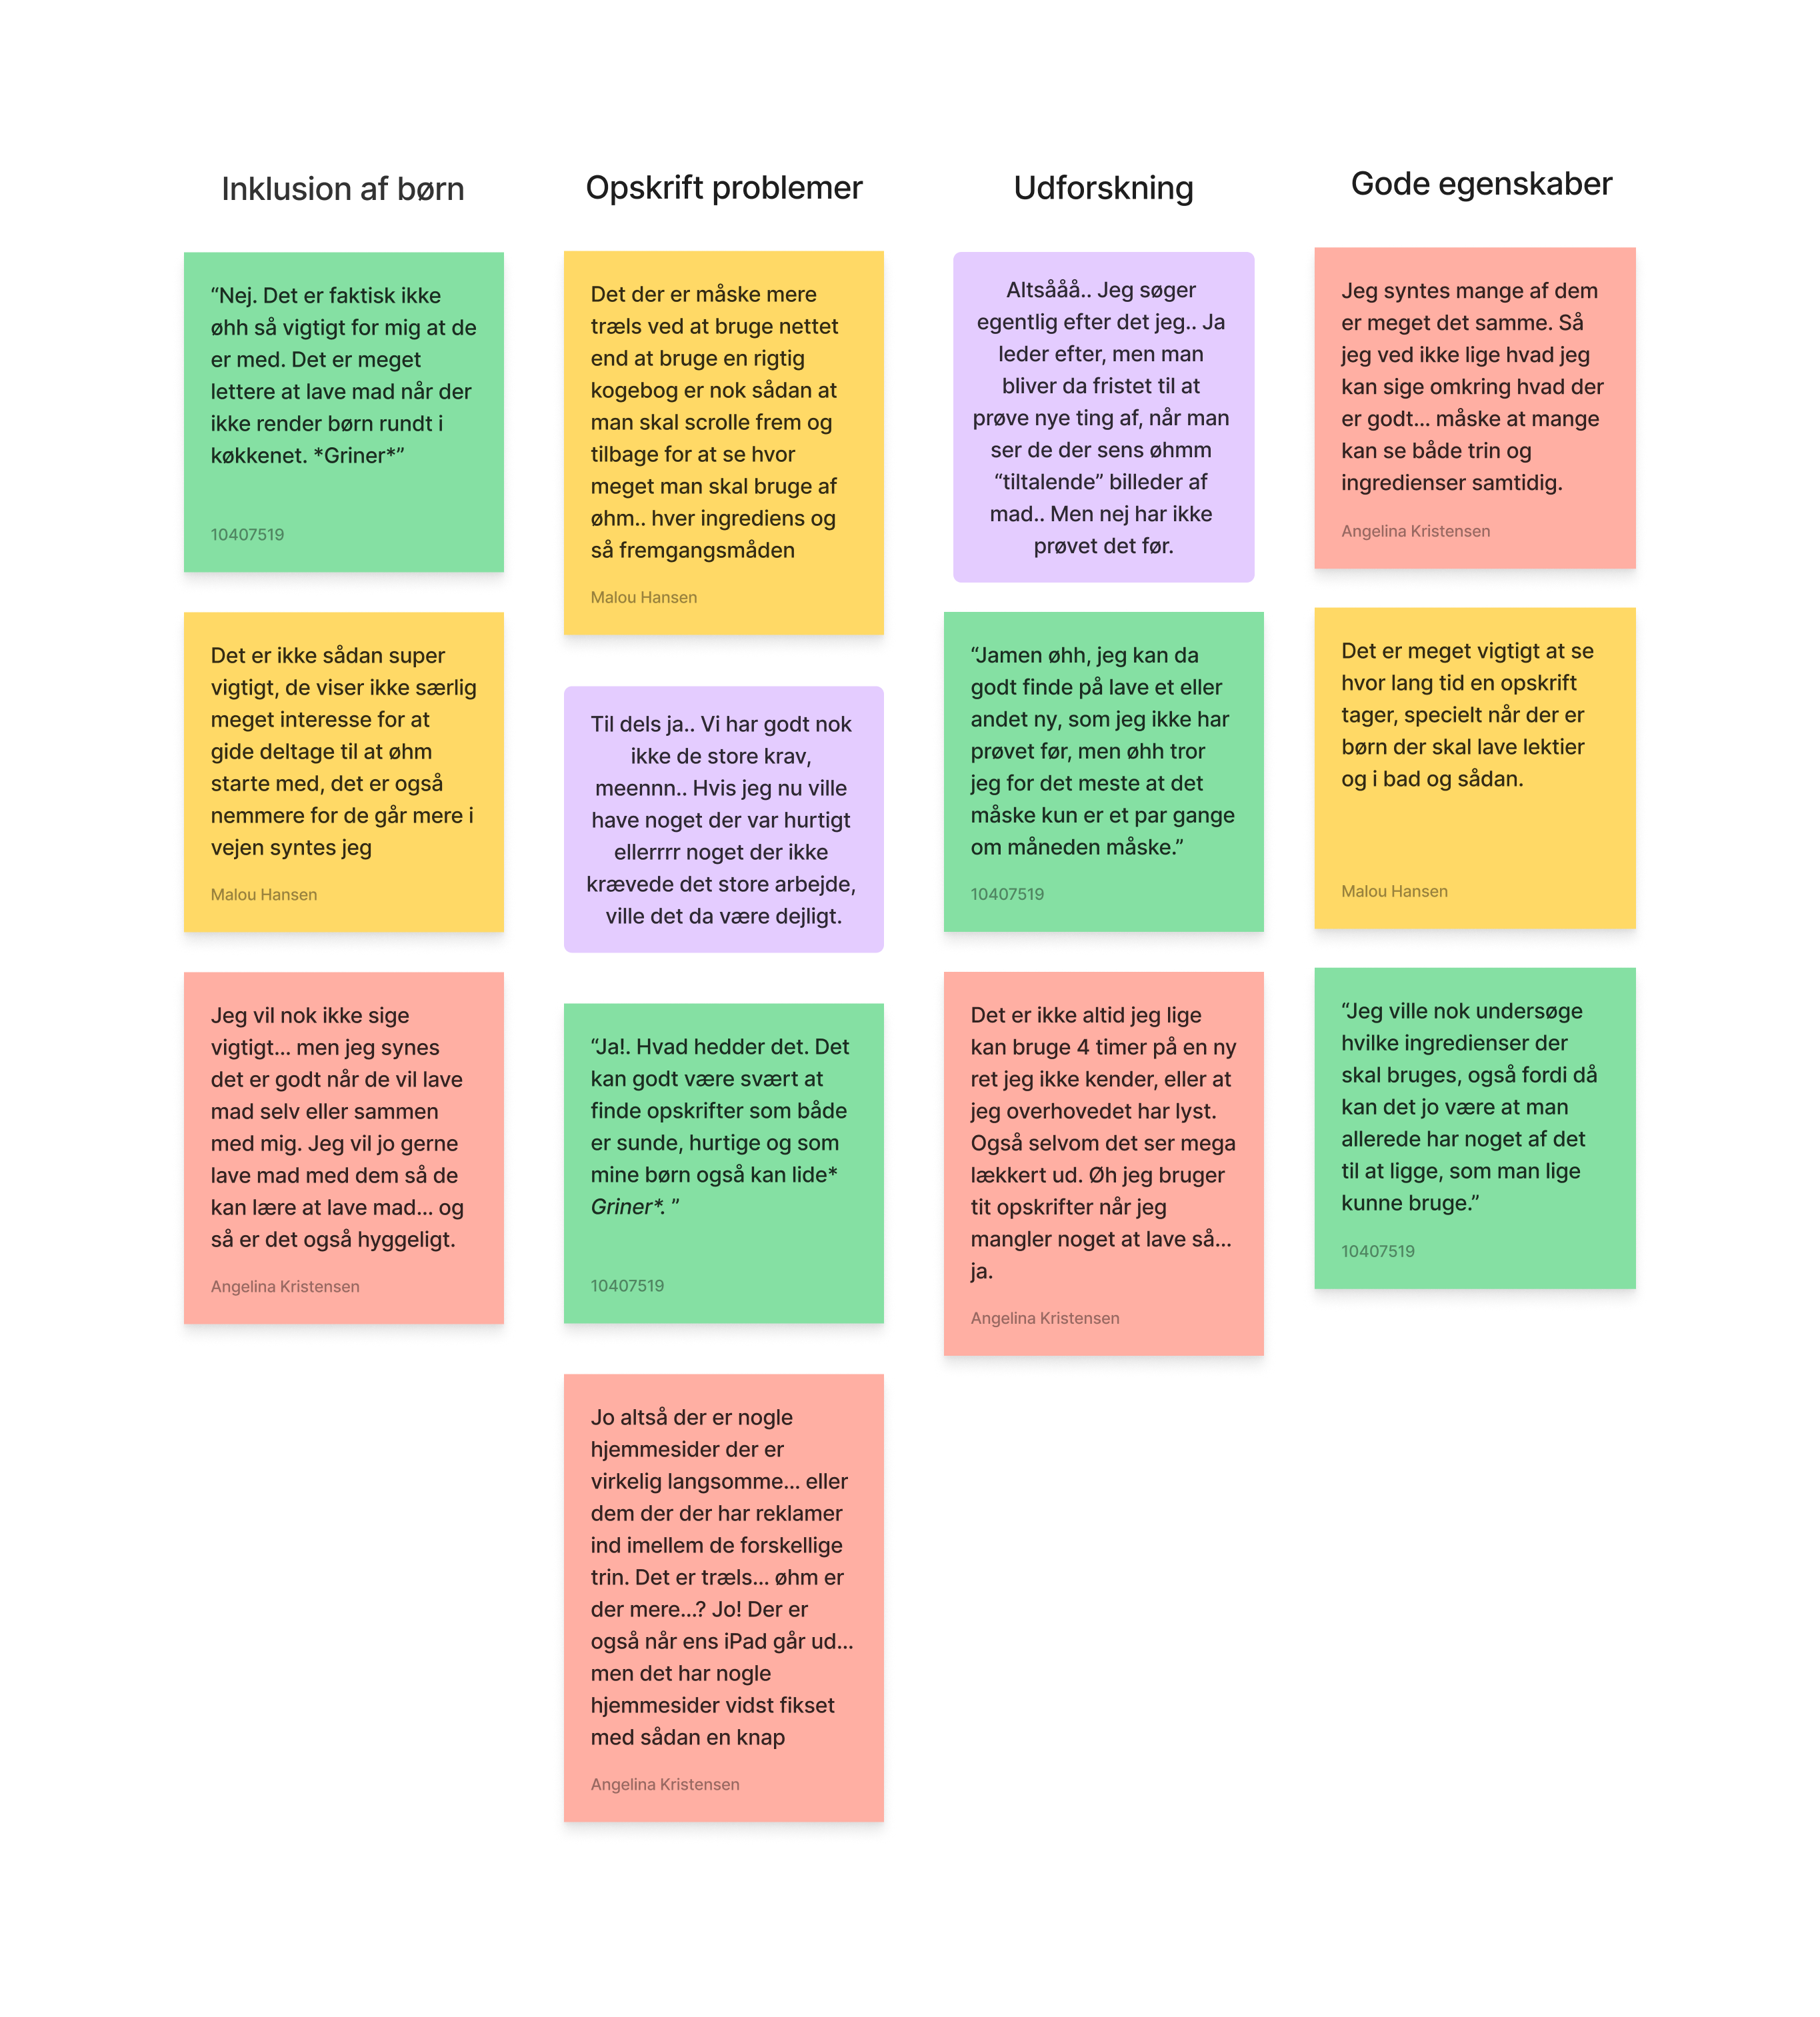 Inklusion af børn
“Nej. Det er faktisk ikke
øhh så vigtigt for mig at de
er med. Det er meget
lettere at lave mad når der
ikke render børn rundt i
køkkenet. *Griner*”
10407519
Det er ikke sådan super
vigtigt, de viser ikke særlig
meget interesse for at
gide deltage til at øhm
starte med, det er også
nemmere for de går mere i
vejen syntes jeg
Malou Hansen
Jeg vil nok ikke sige
vigtigt... men jeg synes
det er godt når de vil lave
mad selv eller sammen
med mig. Jeg vil jo gerne
lave mad med dem så de
kan lære at lave mad... og
så er det også hyggeligt.
Angelina Kristensen
Opskrift problemer
Det der er måske mere
træls ved at bruge nettet
end at bruge en rigtig
kogebog er nok sådan at
man skal scrolle frem og
tilbage for at se hvor
meget man skal bruge af
øhm.. hver ingrediens og
så fremgangsmåden
Malou Hansen
Til dels ja.. Vi har godt nok
ikke de store krav,
meennn.. Hvis jeg nu ville
have noget der var hurtigt
ellerrrr noget der ikke
krævede det store arbejde,
ville det da være dejligt.
“Ja!. Hvad hedder det. Det
kan godt være svært at
finde opskrifter som både
er sunde, hurtige og som
mine børn også kan lide*
Griner*. ”
10407519
Jo altså der er nogle
hjemmesider der er
virkelig langsomme... eller
dem der der har reklamer
ind imellem de forskellige
trin. Det er træls... øhm er
der mere...? Jo! Der er
også når ens iPad går ud...
men det har nogle
hjemmesider vidst fikset
med sådan en knap
Angelina Kristensen
Udforskning
Altsååå.. Jeg søger
egentlig efter det jeg.. Ja
leder efter, men man
bliver da fristet til at
prøve nye ting af, når man
ser de der sens øhmm
“tiltalende” billeder af
mad.. Men nej har ikke
prøvet det før.
“Jamen øhh, jeg kan da
godt finde på lave et eller
andet ny, som jeg ikke har
prøvet før, men øhh tror
jeg for det meste at det
måske kun er et par gange
om måneden måske.”
10407519
Det er ikke altid jeg lige
kan bruge 4 timer på en ny
ret jeg ikke kender, eller at
jeg overhovedet har lyst.
Også selvom det ser mega
lækkert ud. Øh jeg bruger
tit opskrifter når jeg
mangler noget at lave så...
ja.
Angelina Kristensen
Gode egenskaber
Jeg syntes mange af dem
er meget det samme. Så
jeg ved ikke lige hvad jeg
kan sige omkring hvad der
er godt... måske at mange
kan se både trin og
ingredienser samtidig.
Angelina Kristensen
Det er meget vigtigt at se
hvor lang tid en opskrift
tager, specielt når der er
børn der skal lave lektier
og i bad og sådan.
Malou Hansen
“Jeg ville nok undersøge
hvilke ingredienser der
skal bruges, også fordi då
kan det jo være at man
allerede har noget af det
til at ligge, som man lige
kunne bruge.”
10407519